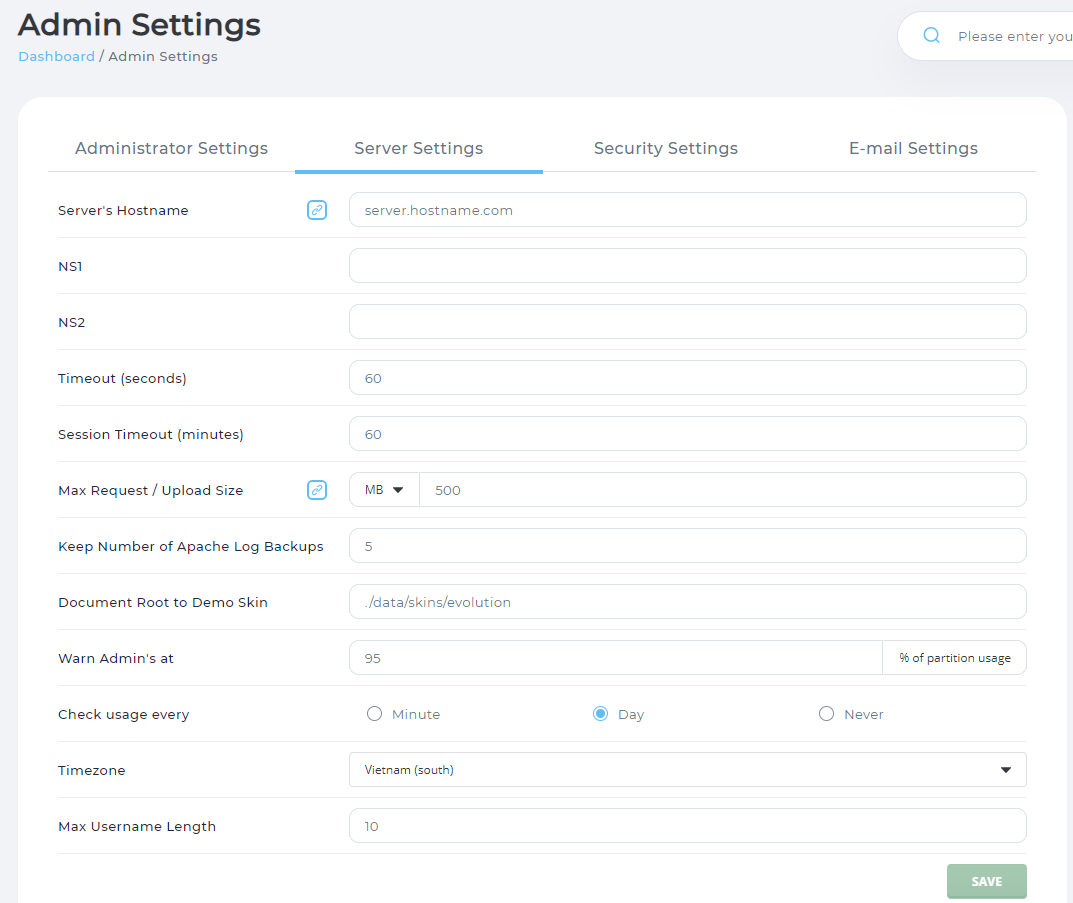 Admin Settings
Dashboard / Admin Settings
Please enter you
Administrator Settings Server Settings Security Settings E-mail Settings
Server's Hostname server.hostname.com
NS1
NS2
Timeout (seconds) 60
Session Timeout (minutes) 60
Max Request / Upload Size MB 500
Keep Number of Apache Log Backups 5
Document Root to Demo Skin ./data/skins/evolution
Warn Admin's at 95 % of partition usage
Check usage every Minute Day Never
Timezone Vietnam (south)
Max Username Length 10
SAVE